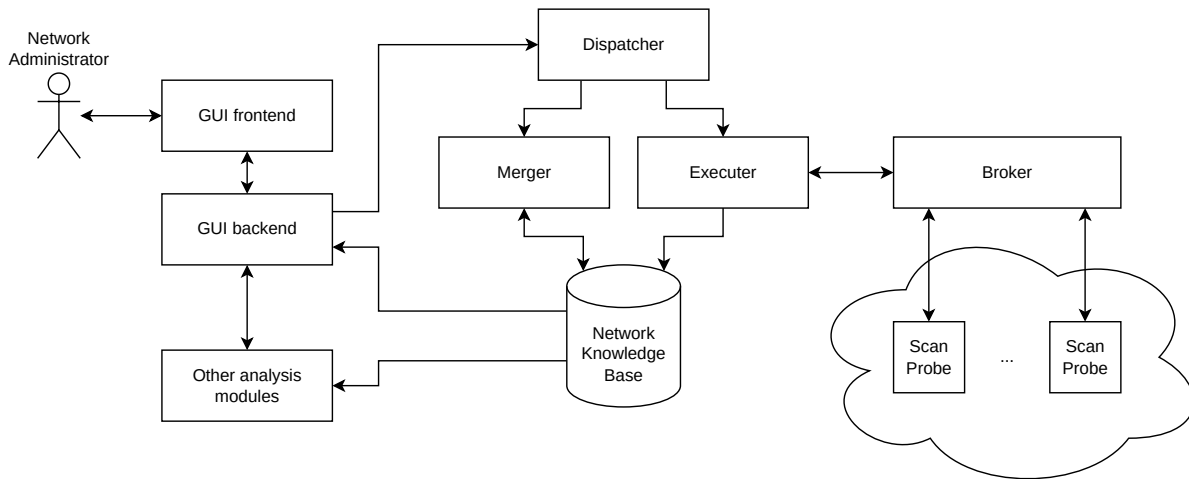 Network
Administrator
GUI frontend
GUI backend
Other analysis
modules
Dispatcher
Merger
Executer
Network
Knowledge
Base
Broker
Scan
Probe
...
Scan
Probe